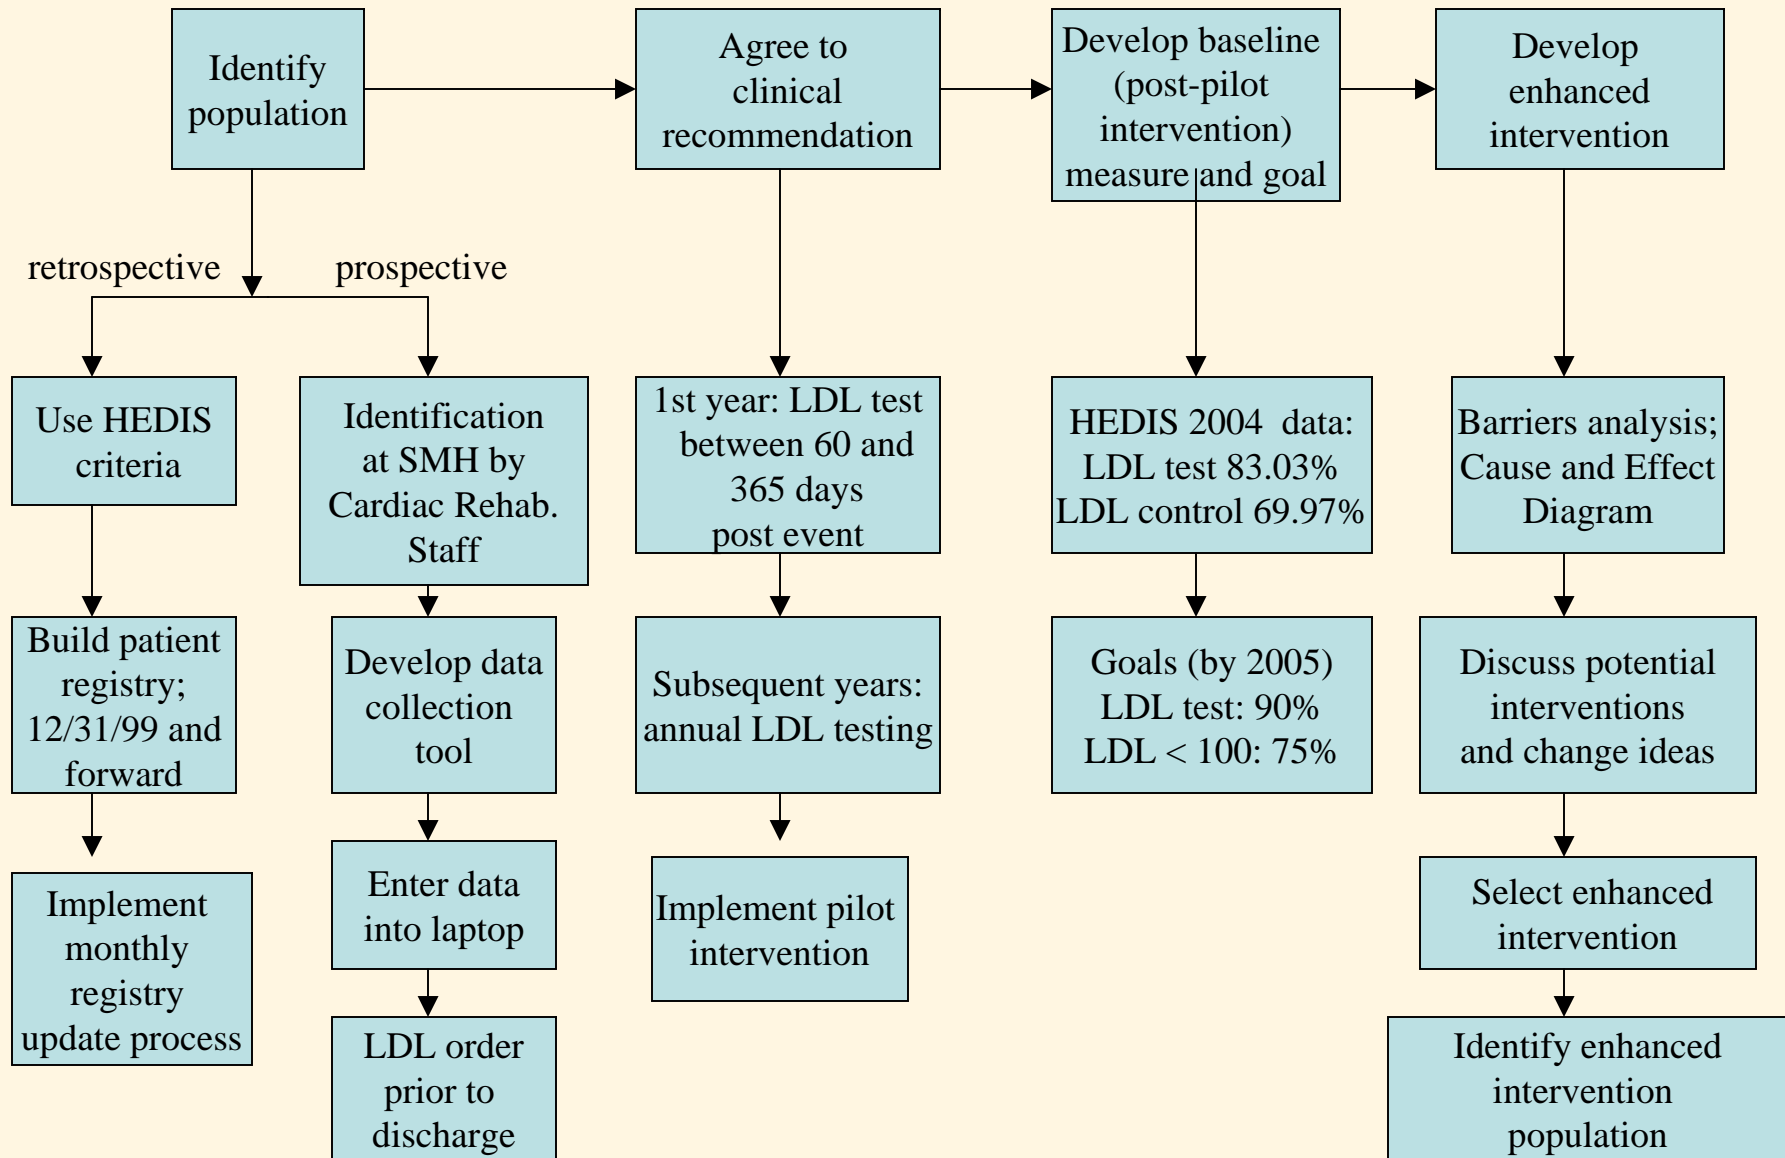 Identify
population
Agree to
clinical
recommendation
Develop baseline
(post-pilot
intervention)
measure and goal
Develop
enhanced
intervention
retrospective
prospective
Use HEDIS
criteria
Identification
at SMH by
Cardiac Rehab.
Staff
1st year: LDL test
between 60 and
365 days
post event
HEDIS 2004 data:
LDL test 83.03%
LDL control 69.97%
Barriers analysis;
Cause and Effect
Diagram
Build patient
registry;
12/31/99 and
forward
Develop data
collection
tool
Subsequent years:
annual LDL testing
Goals (by 2005)
LDL test: 90%
LDL < 100: 75%
Discuss potential
interventions
and change ideas
Implement
monthly
registry
update process
Enter data
into laptop
Implement pilot
intervention
Select enhanced
intervention
LDL order
prior to
discharge
Identify enhanced
intervention
population